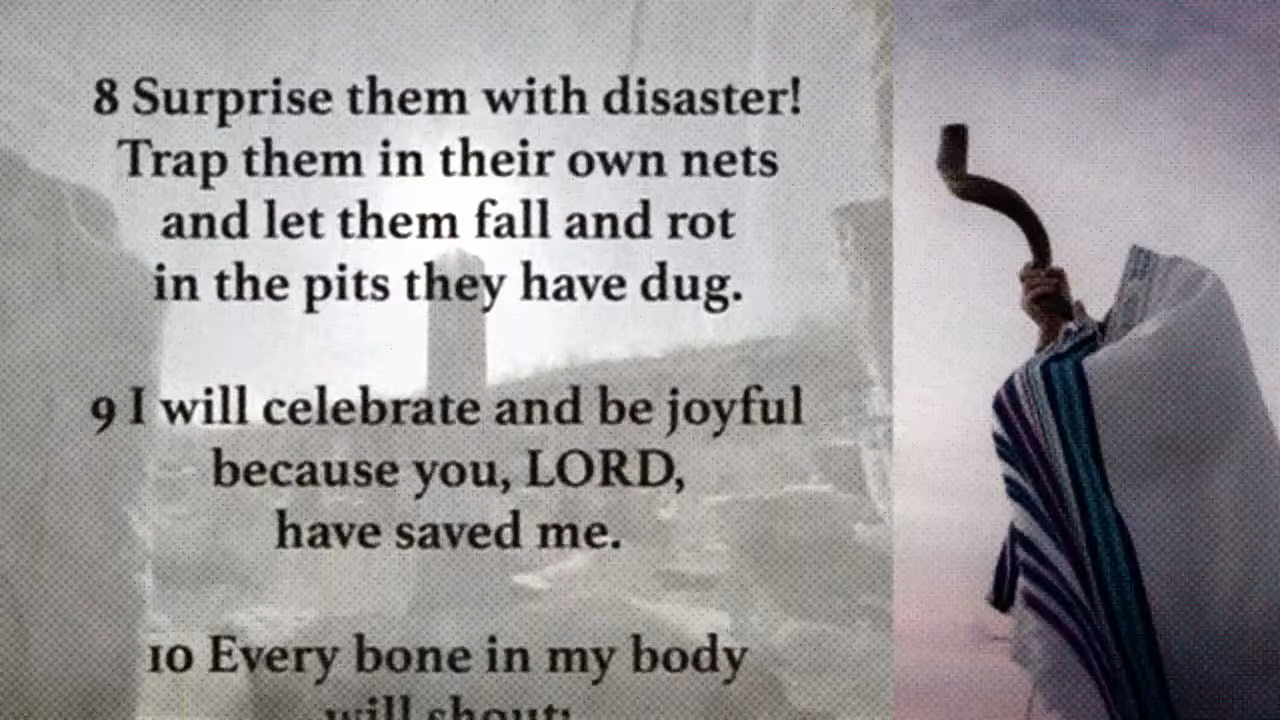 8 Surprise them with disaster!
Trap them in their own nets
and let them fall and rot
in the pits they have dug.
9 I will celebrate and be joyful
because you, LORD,
have saved me.
10 Every bone in my body
will shout: